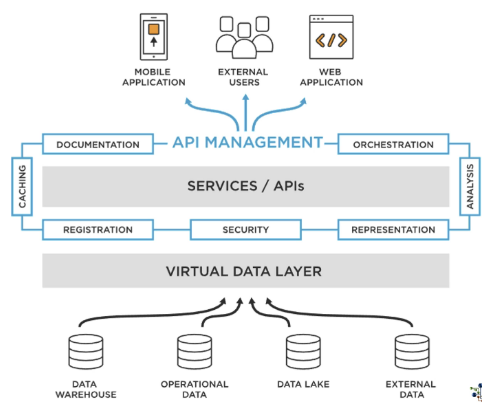 MOBILE
APPLICATION
EXTERNAL
USERS
WEB
APPLICATION
DOCUMENTATION
API MANAGEMENT
ORCHESTRATION
CACHING
SERVICES / APIs
ANALYSIS
REGISTRATION
SECURITY
REPRESENTATION
VIRTUAL DATA LAYER
DATA
WAREHOUSE
OPERATIONAL
DATA
DATA LAKE
EXTERNAL
DATA